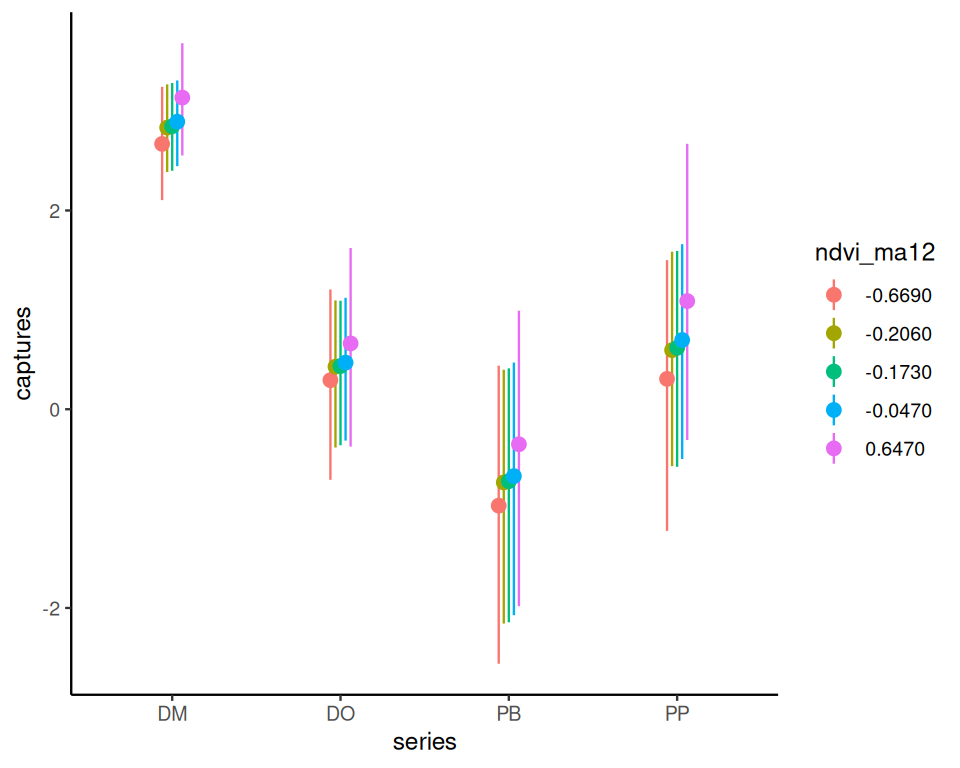 captures
2
0
-2
DM DO PB PP
series
ndvi_ma12
-0.6690
-0.2060
-0.1730
-0.0470
0.6470